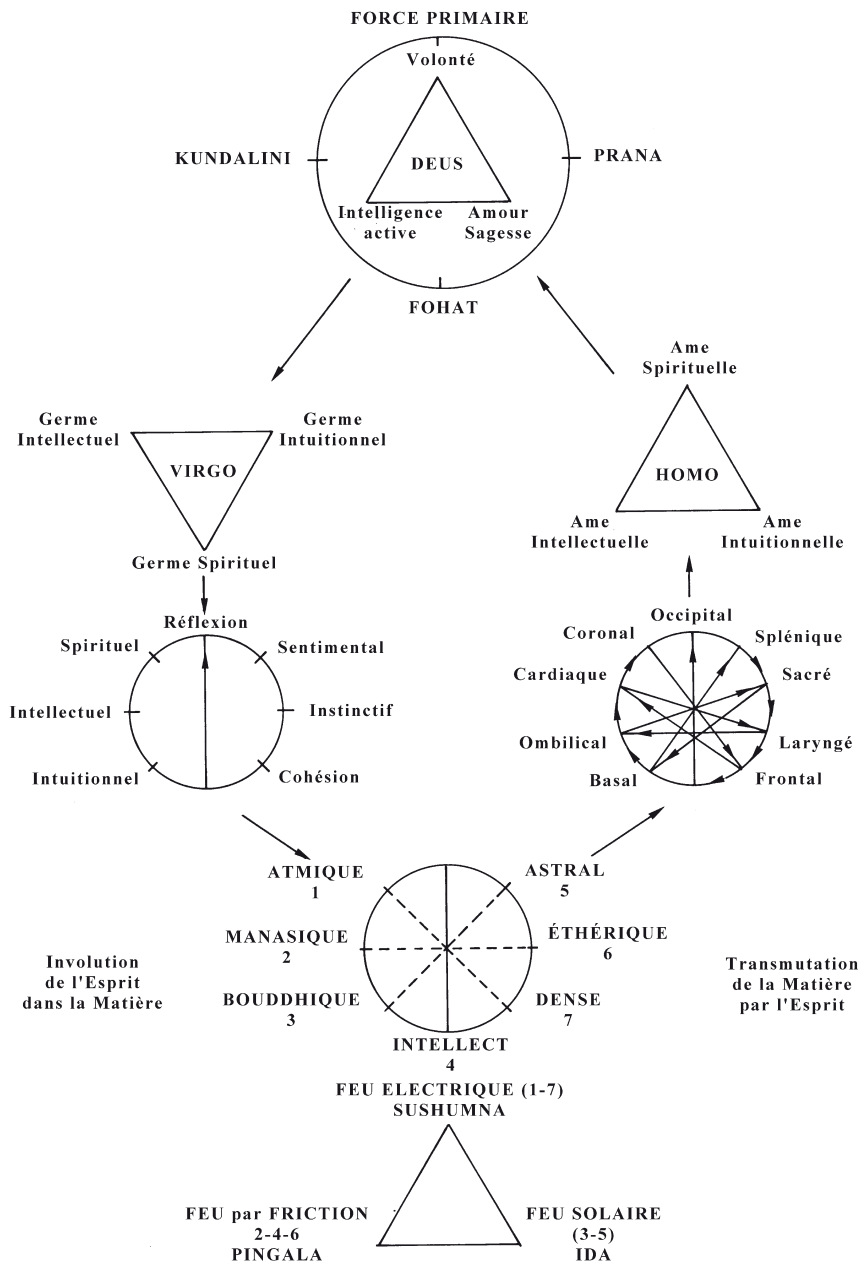 FORCE PRIMAIRE
Volonté
KUNDALINI
DEUS
PRANA
Intelligence
active
Amour
Sagesse
FOHAT
Germe
Intellectuel
Germe
Intuitionnel
VIRGO
Germe Spirituel
Ame
Spirituelle
HOMO
Ame
Intellectuelle
Ame
Intuitionnelle
Réflexion
Spirituel
Sentimental
Intellectuel
Instinctif
Intuitionnel
Cohésion
Occipital
Coronal
Splénique
Cardiaque
Sacré
Ombilical
Laryngé
Basal
Frontal
ATMIQUE
1
ASTRAL
5
MANASIQUE
2
ÉTHÉRIQUE
6
BOUDDHIQUE
3
DENSE
7
INTELLECT
4
Involution
de l'Esprit
dans la Matière
Transmutation
de la Matière
par l'Esprit
FEU ELECTRIQUE (1-7)
SUSHUMNA
FEU par FRICTION
2-4-6
PINGALA
FEU SOLAIRE
(3-5)
IDA